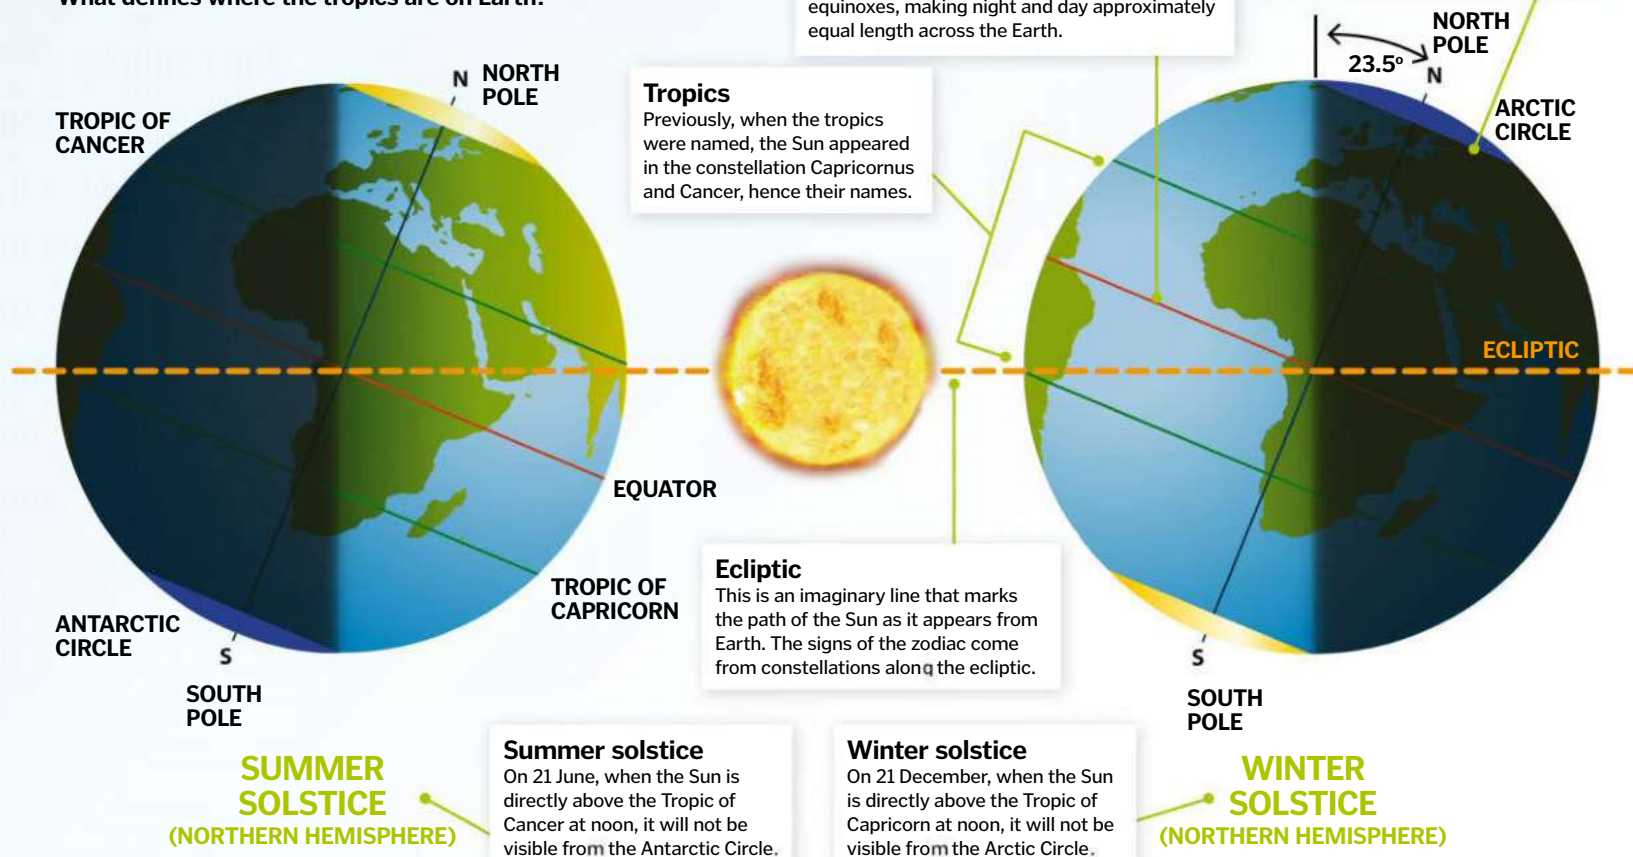 What defines where the tropics are on Earth?
equinoxes, making night and day approximately
equal length across the Earth.
N NORTH
POLE
TROPIC OF
CANCER
Tropics
Previously, when the tropics
were named, the Sun appeared
in the constellation Capricornus
and Cancer, hence their names.
23.5º
NORTH
POLE
N
ARCTIC
CIRCLE
ECLIPTIC
EQUATOR
TROPIC OF
CAPRICORN
ANTARCTIC
CIRCLE
S
SOUTH
POLE
Ecliptic
This is an imaginary line that marks
the path of the Sun as it appears from
Earth. The signs of the zodiac come
from constellations along the ecliptic.
S
SOUTH
POLE
SUMMER
SOLSTICE
(NORTHERN HEMISPHERE)
Summer solstice
On 21 June, when the Sun is
directly above the Tropic of
Cancer at noon, it will not be
visible from the Antarctic Circle.
Winter solstice
On 21 December, when the Sun
is directly above the Tropic of
Capricorn at noon, it will not be
visible from the Arctic Circle.
WINTER
SOLSTICE
(NORTHERN HEMISPHERE)